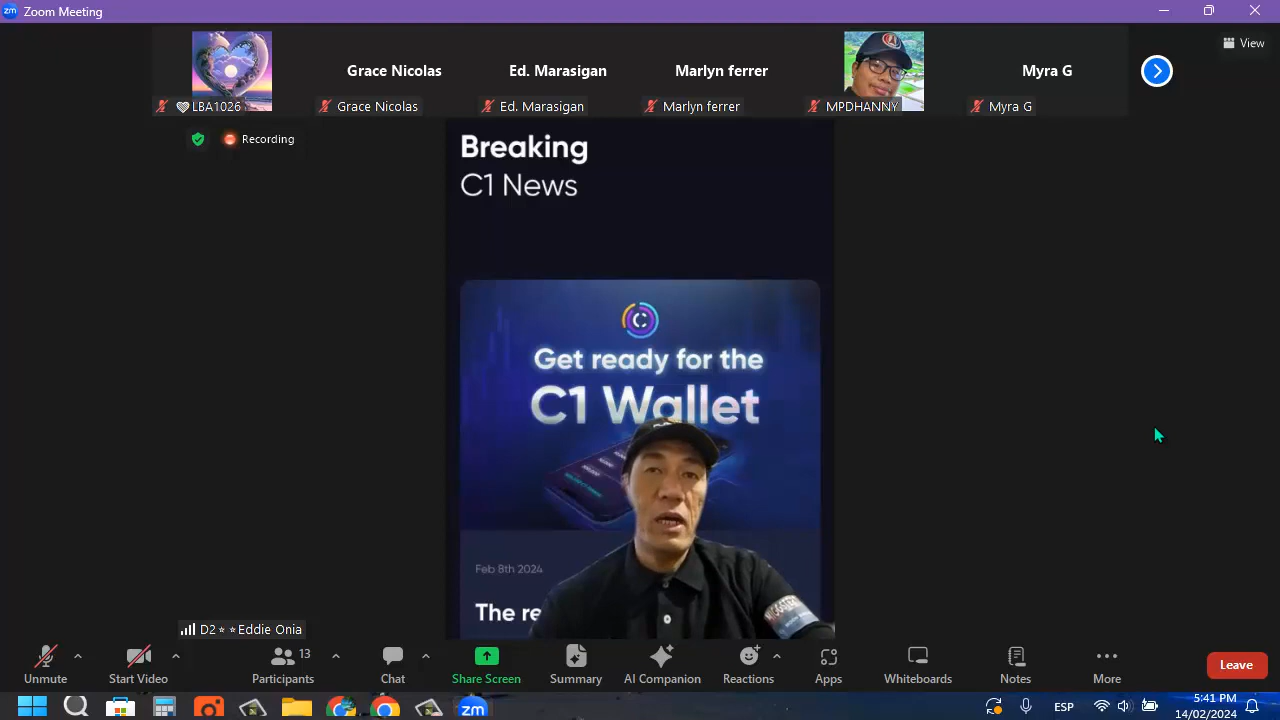 Zoom Meeting
View
Grace Nicolas
Ed. Marasigan
Marlyn ferrer
Myra G
LBA1026
Grace Nicolas
Ed. Marasigan
Marlyn ferrer
MPDHANNY
Myra G
Recording
Breaking
C1 News
Get ready for the
C1 Wallet
Feb 8th 2024
The re
D2⭐⭐Eddie Onia
Unmute
Start Video
13
Participants
Chat
Share Screen
Summary
AI Companion
Reactions
Apps
Whiteboards
Notes
More
Leave
zm
ESP
5:41 PM
14/02/2024